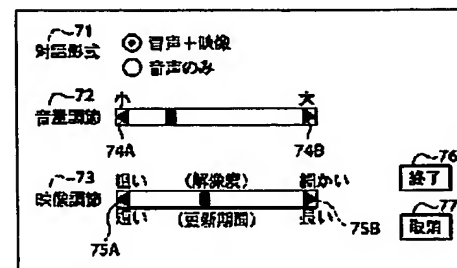 71
対話形式 ◉ 音声+映像
○ 音声のみ
72 小 大
音量調節
74A 74B
73 粗い (解像度) 細かい 76
映像調節 終了
短い (更新期間) 長い 77
75A 75B 取消